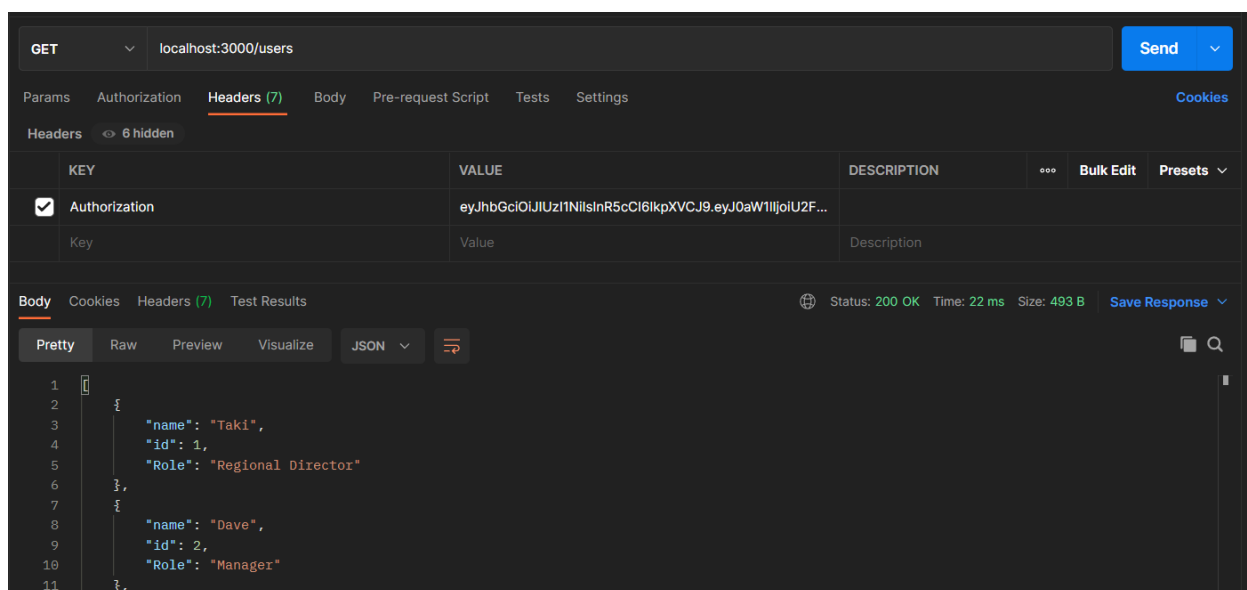 GET localhost:3000/users Send
Params Authorization Headers (7) Body Pre-request Script Tests Settings Cookies
Headers 6 hidden
KEY VALUE DESCRIPTION ooo Bulk Edit Presets
Authorization eyJhbGciOiJIUzI1NiIsInR5cCI6IkpXVCJ9.eyJ0aW1lIjoiU2F...
Key Value Description
Body Cookies Headers (7) Test Results Status: 200 OK Time: 22 ms Size: 493 B Save Response
Pretty Raw Preview Visualize JSON
1 [
2 {
3 "name": "Taki",
4 "id": 1,
5 "Role": "Regional Director"
6 },
7 {
8 "name": "Dave",
9 "id": 2,
10 "Role": "Manager"
11 },